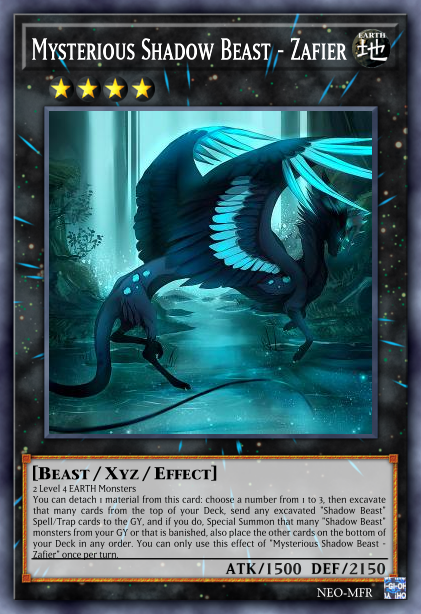 Mysterious Shadow Beast - Zafier
EARTH
地
[Beast / Xyz / Effect]
2 Level 4 EARTH Monsters
You can detach 1 material from this card: choose a number from 1 to 3, then excavate
that many cards from the top of your Deck, send any excavated "Shadow Beast"
Spell/Trap cards to the GY, and if you do, Special Summon that many "Shadow Beast"
monsters from your GY or that is banished, also place the other cards on the bottom
of your Deck in any order. You can only use this effect of "Mysterious Shadow Beast -
Zafier" once per turn.
ATK/1500 DEF/2150
NEO-MFR